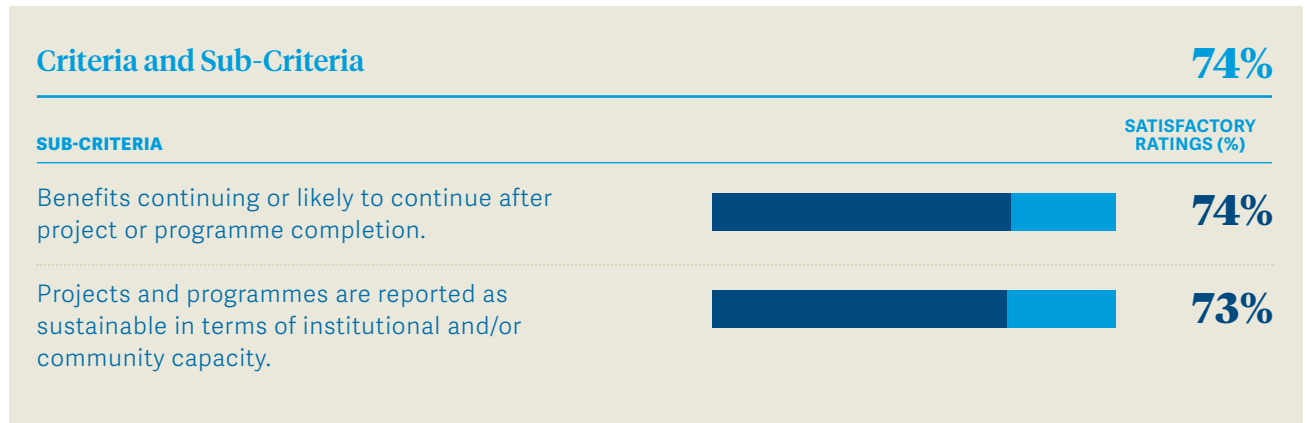 Criteria and Sub-Criteria 74%
SUB-CRITERIA
SATISFACTORY
RATINGS (%)
Benefits continuing or likely to continue after
project or programme completion.
74%
Projects and programmes are reported as
sustainable in terms of institutional and/or
community capacity.
73%